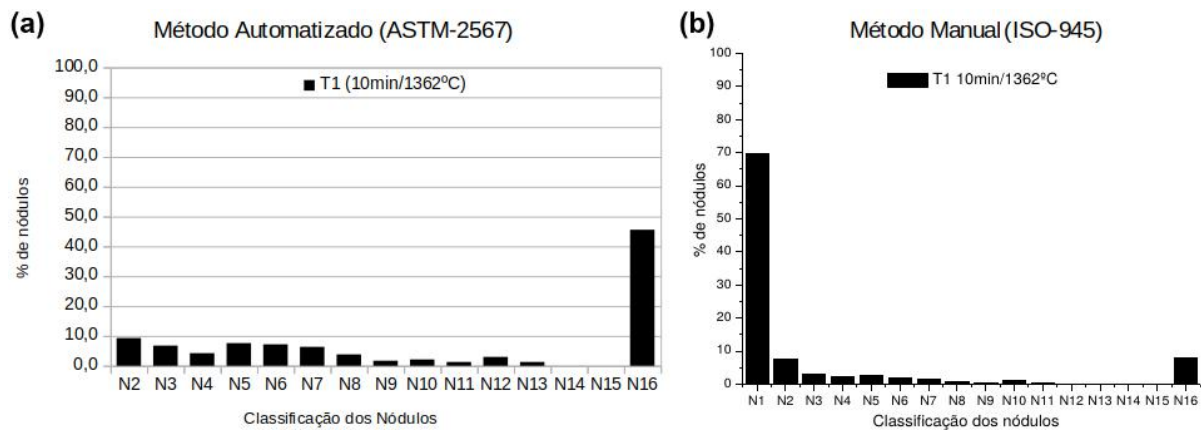 (a)
Método Automatizado (ASTM-2567)
T1 (10min/1362ºC)
% de nódulos
100,0
90,0
80,0
70,0
60,0
50,0
40,0
30,0
20,0
10,0
0,0
N2 N3 N4 N5 N6 N7 N8 N9 N10 N11 N12 N13 N14 N15 N16
Classificação dos Nódulos
(b)
Método Manual (ISO-945)
T1 10min/1362ºC
% de nódulos
100
90
80
70
60
50
40
30
20
10
0
N1 N2 N3 N4 N5 N6 N7 N8 N9 N10 N11 N12 N13 N14 N15 N16
Classificação dos nódulos